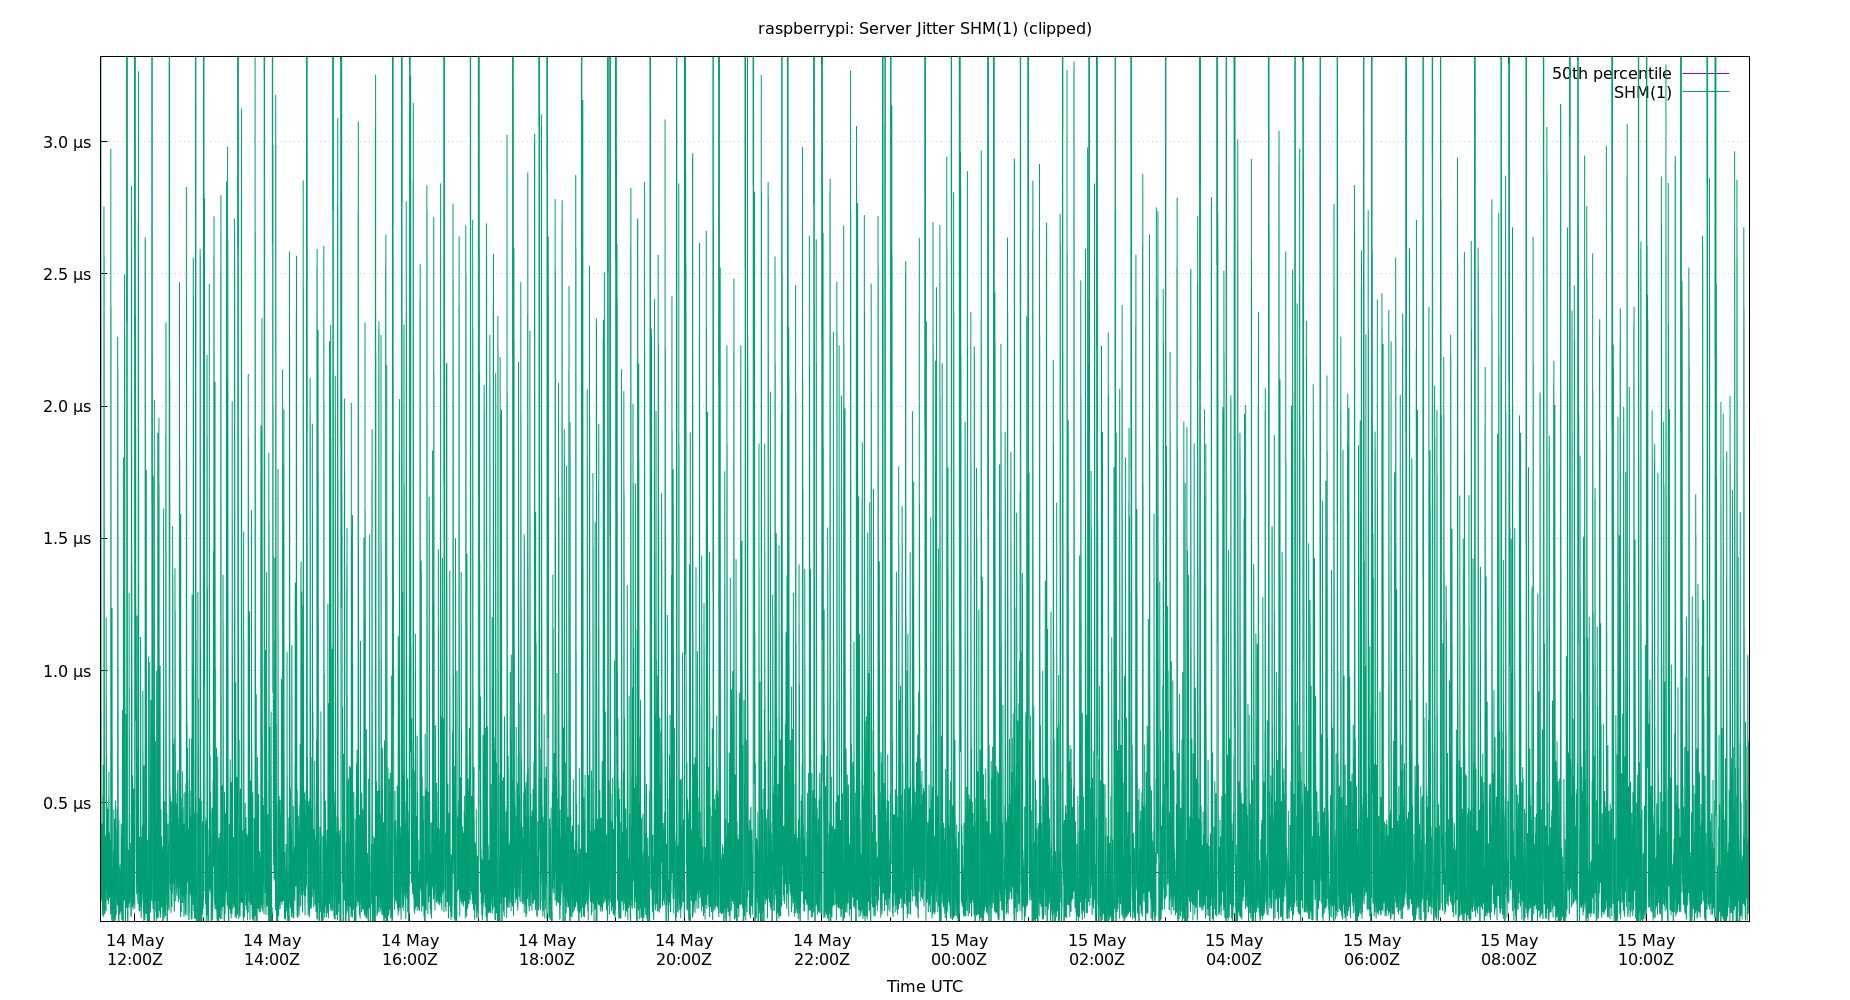 raspberrypi: Server Jitter SHM(1) (clipped)
50th percentile
SHM(1)
3.0 µs
2.5 µs
2.0 µs
1.5 µs
1.0 µs
0.5 µs
14 May 14 May 14 May 14 May 14 May 14 May 15 May 15 May 15 May 15 May 15 May 15 May
12:00Z 14:00Z 16:00Z 18:00Z 20:00Z 22:00Z 00:00Z 02:00Z 04:00Z 06:00Z 08:00Z 10:00Z
Time UTC